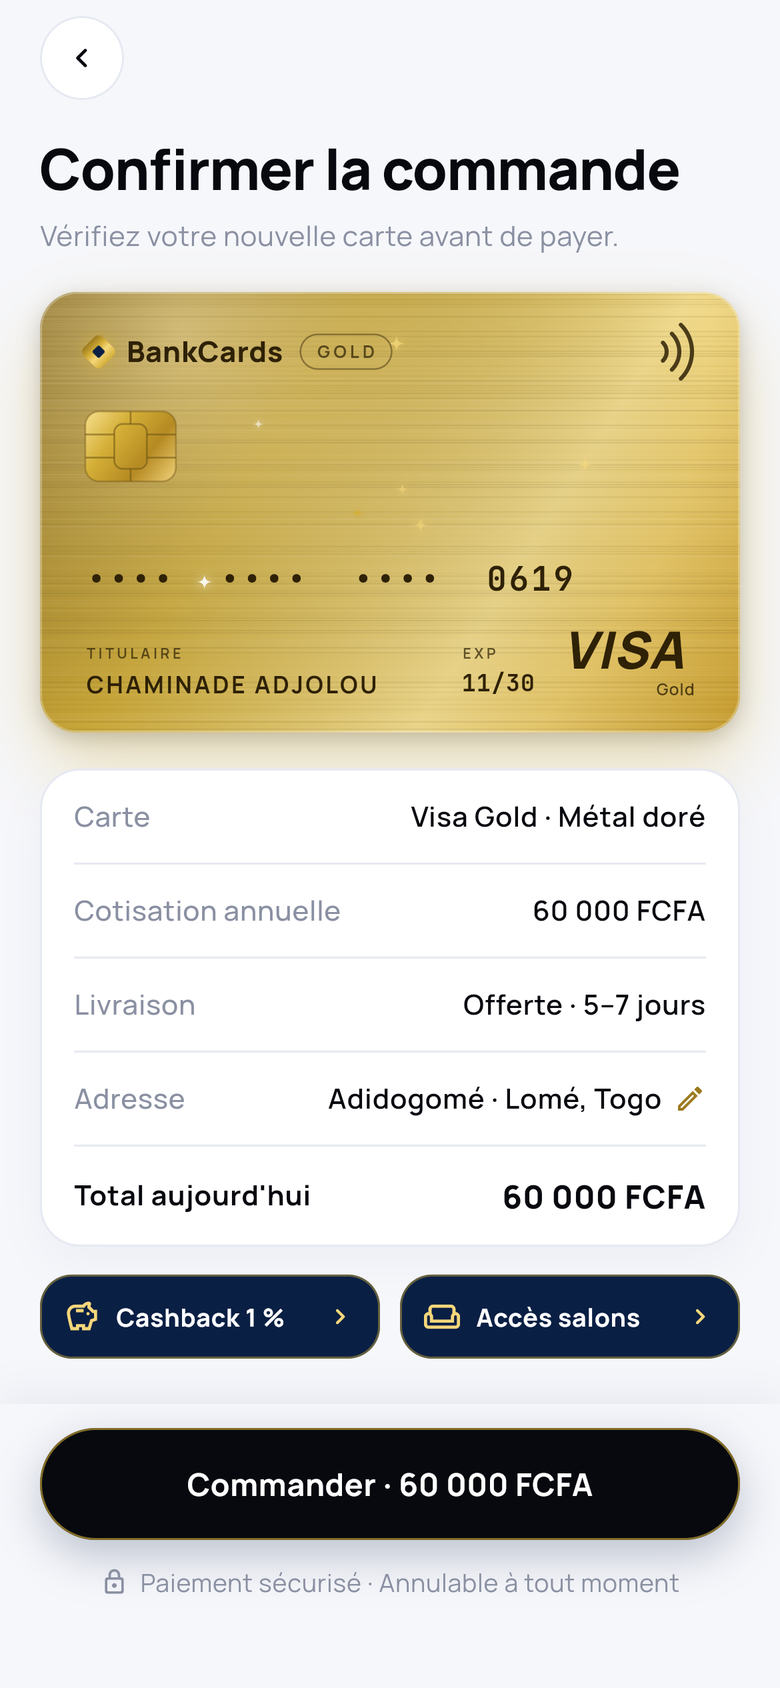 Confirmer la commande
Vérifiez votre nouvelle carte avant de payer.
BankCards GOLD
•••• •••• •••• 0619
TITULAIRE EXP VISA
CHAMINADE ADJOLOU 11/30 Gold
Carte Visa Gold · Métal doré
Cotisation annuelle 60 000 FCFA
Livraison Offerte · 5–7 jours
Adresse Adidogomé · Lomé, Togo
Total aujourd'hui 60 000 FCFA
Cashback 1 % Accès salons
Commander · 60 000 FCFA
Paiement sécurisé · Annulable à tout moment